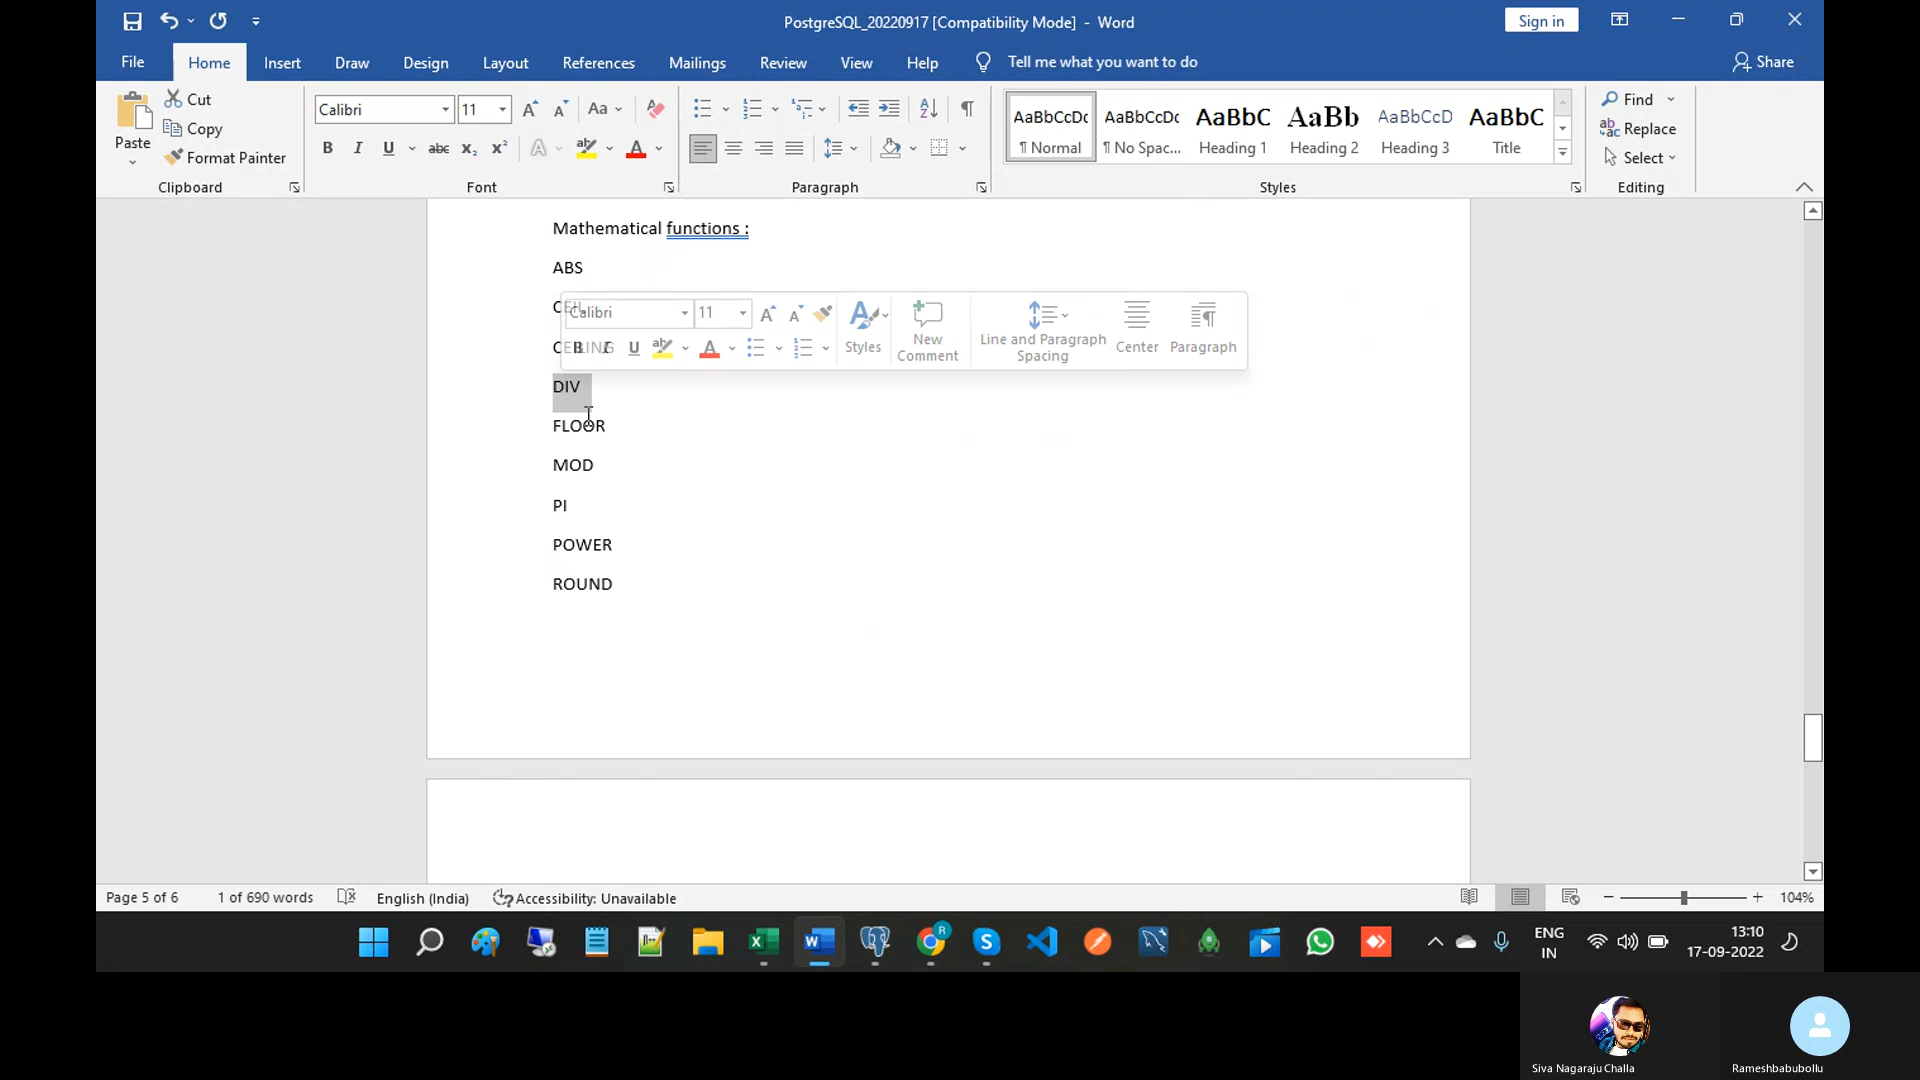 PostgreSQL_20220917 [Compatibility Mode] - Word
Sign in
File Home Insert Draw Design Layout References Mailings Review View Help Tell me what you want to do Share
Paste
Cut
Copy
Format Painter
Clipboard
Calibri 11
Font
Paragraph
AaBbCcDc AaBbCcDc AaBbC AaBb AaBbCcD AaBbC
¶ Normal ¶ No Spac... Heading 1 Heading 2 Heading 3 Title
Styles
Find
Replace
Select
Editing
Mathematical functions :
ABS
CEIL
CEILING
Calibri 11
Styles
New Comment
Line and Paragraph Spacing
Center
Paragraph
DIV
FLOOR
MOD
PI
POWER
ROUND
Page 5 of 6 1 of 690 words English (India) Accessibility: Unavailable 104%
ENG
IN
13:10
17-09-2022
Siva Nagaraju Challa
Rameshbabubollu